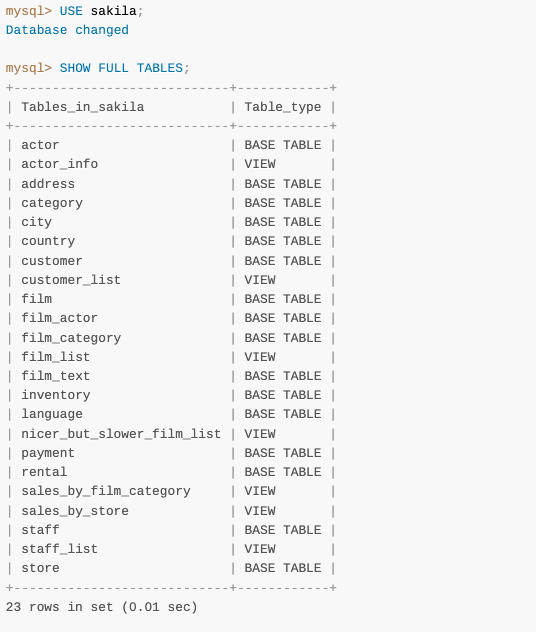 mysql> USE sakila;
Database changed
mysql> SHOW FULL TABLES;
+----------------------------+------------+
| Tables_in_sakila           | Table_type |
+----------------------------+------------+
| actor                      | BASE TABLE |
| actor_info                 | VIEW       |
| address                    | BASE TABLE |
| category                   | BASE TABLE |
| city                       | BASE TABLE |
| country                    | BASE TABLE |
| customer                   | BASE TABLE |
| customer_list              | VIEW       |
| film                       | BASE TABLE |
| film_actor                 | BASE TABLE |
| film_category              | BASE TABLE |
| film_list                  | VIEW       |
| film_text                  | BASE TABLE |
| inventory                  | BASE TABLE |
| language                   | BASE TABLE |
| nicer_but_slower_film_list | VIEW       |
| payment                    | BASE TABLE |
| rental                     | BASE TABLE |
| sales_by_film_category     | VIEW       |
| sales_by_store             | VIEW       |
| staff                      | BASE TABLE |
| staff_list                 | VIEW       |
| store                      | BASE TABLE |
+----------------------------+------------+
23 rows in set (0.01 sec)